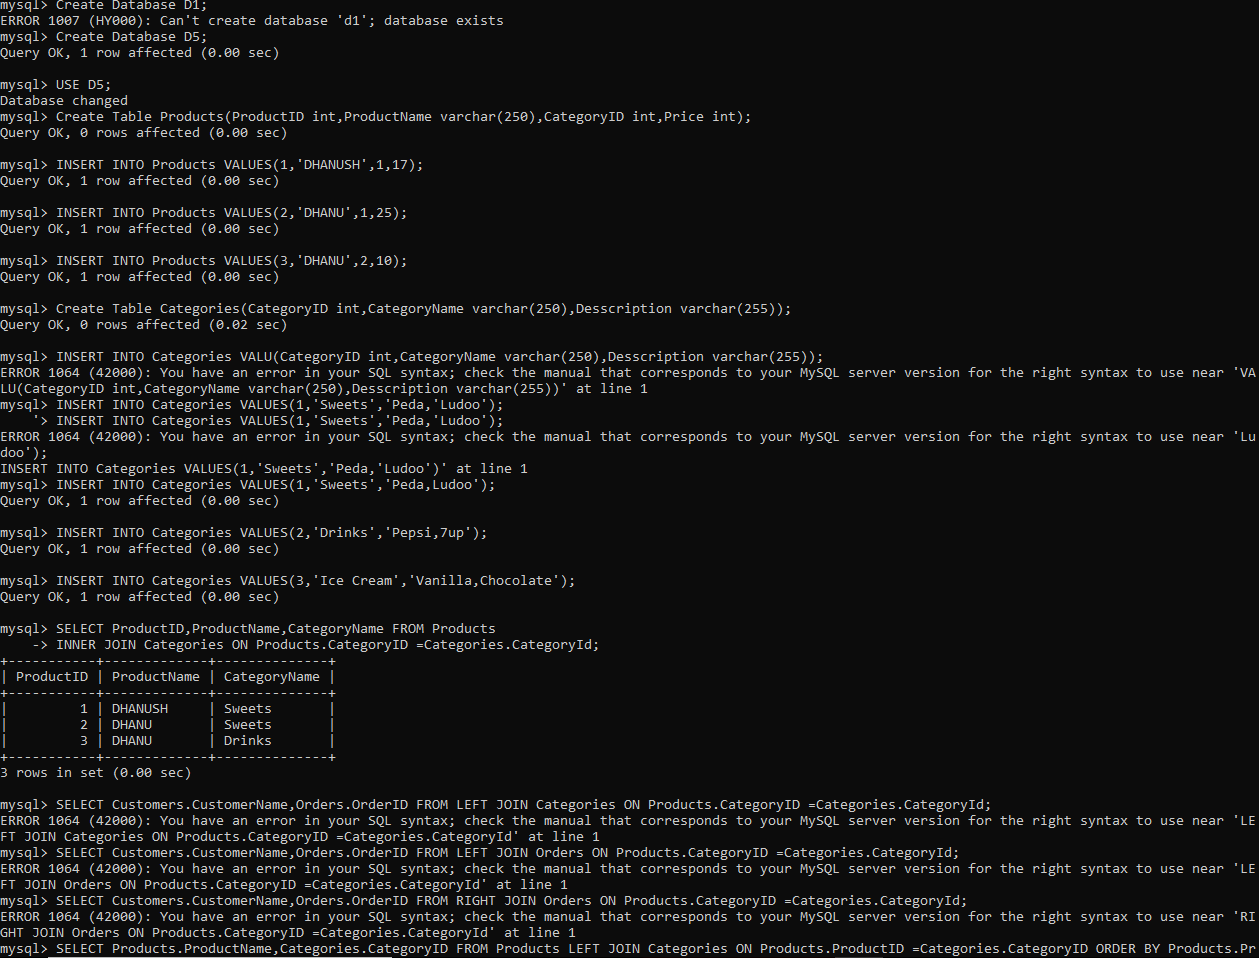 mysql> Create Database D1;
ERROR 1007 (HY000): Can't create database 'd1'; database exists
mysql> Create Database D5;
Query OK, 1 row affected (0.00 sec)
mysql> USE D5;
Database changed
mysql> Create Table Products(ProductID int,ProductName varchar(250),CategoryID int,Price int);
Query OK, 0 rows affected (0.00 sec)
mysql> INSERT INTO Products VALUES(1,'DHANUSH',1,17);
Query OK, 1 row affected (0.00 sec)
mysql> INSERT INTO Products VALUES(2,'DHANU',1,25);
Query OK, 1 row affected (0.00 sec)
mysql> INSERT INTO Products VALUES(3,'DHANU',2,10);
Query OK, 1 row affected (0.00 sec)
mysql> Create Table Categories(CategoryID int,CategoryName varchar(250),Desscription varchar(255));
Query OK, 0 rows affected (0.02 sec)
mysql> INSERT INTO Categories VALU(CategoryID int,CategoryName varchar(250),Desscription varchar(255));
ERROR 1064 (42000): You have an error in your SQL syntax; check the manual that corresponds to your MySQL server version for the right syntax to use near 'VA
LU(CategoryID int,CategoryName varchar(250),Desscription varchar(255))' at line 1
mysql> INSERT INTO Categories VALUES(1,'Sweets','Peda,'Ludoo');
'> INSERT INTO Categories VALUES(1,'Sweets','Peda,'Ludoo');
ERROR 1064 (42000): You have an error in your SQL syntax; check the manual that corresponds to your MySQL server version for the right syntax to use near 'Lu
doo');
INSERT INTO Categories VALUES(1,'Sweets','Peda,'Ludoo')' at line 1
mysql> INSERT INTO Categories VALUES(1,'Sweets','Peda,Ludoo');
Query OK, 1 row affected (0.00 sec)
mysql> INSERT INTO Categories VALUES(2,'Drinks','Pepsi,7up');
Query OK, 1 row affected (0.00 sec)
mysql> INSERT INTO Categories VALUES(3,'Ice Cream','Vanilla,Chocolate');
Query OK, 1 row affected (0.00 sec)
mysql> SELECT ProductID,ProductName,CategoryName FROM Products
-> INNER JOIN Categories ON Products.CategoryID =Categories.CategoryId;
+-----------+-------------+--------------+
| ProductID | ProductName | CategoryName |
+-----------+-------------+--------------+
|         1 | DHANUSH     | Sweets       |
|         2 | DHANU       | Sweets       |
|         3 | DHANU       | Drinks       |
+-----------+-------------+--------------+
3 rows in set (0.00 sec)
mysql> SELECT Customers.CustomerName,Orders.OrderID FROM LEFT JOIN Categories ON Products.CategoryID =Categories.CategoryId;
ERROR 1064 (42000): You have an error in your SQL syntax; check the manual that corresponds to your MySQL server version for the right syntax to use near 'LE
FT JOIN Categories ON Products.CategoryID =Categories.CategoryId' at line 1
mysql> SELECT Customers.CustomerName,Orders.OrderID FROM LEFT JOIN Orders ON Products.CategoryID =Categories.CategoryId;
ERROR 1064 (42000): You have an error in your SQL syntax; check the manual that corresponds to your MySQL server version for the right syntax to use near 'LE
FT JOIN Orders ON Products.CategoryID =Categories.CategoryId' at line 1
mysql> SELECT Customers.CustomerName,Orders.OrderID FROM RIGHT JOIN Orders ON Products.CategoryID =Categories.CategoryId;
ERROR 1064 (42000): You have an error in your SQL syntax; check the manual that corresponds to your MySQL server version for the right syntax to use near 'RI
GHT JOIN Orders ON Products.CategoryID =Categories.CategoryId' at line 1
mysql> SELECT Products.ProductName,Categories.CategoryID FROM Products LEFT JOIN Categories ON Products.ProductID =Categories.CategoryID ORDER BY Products.Pr